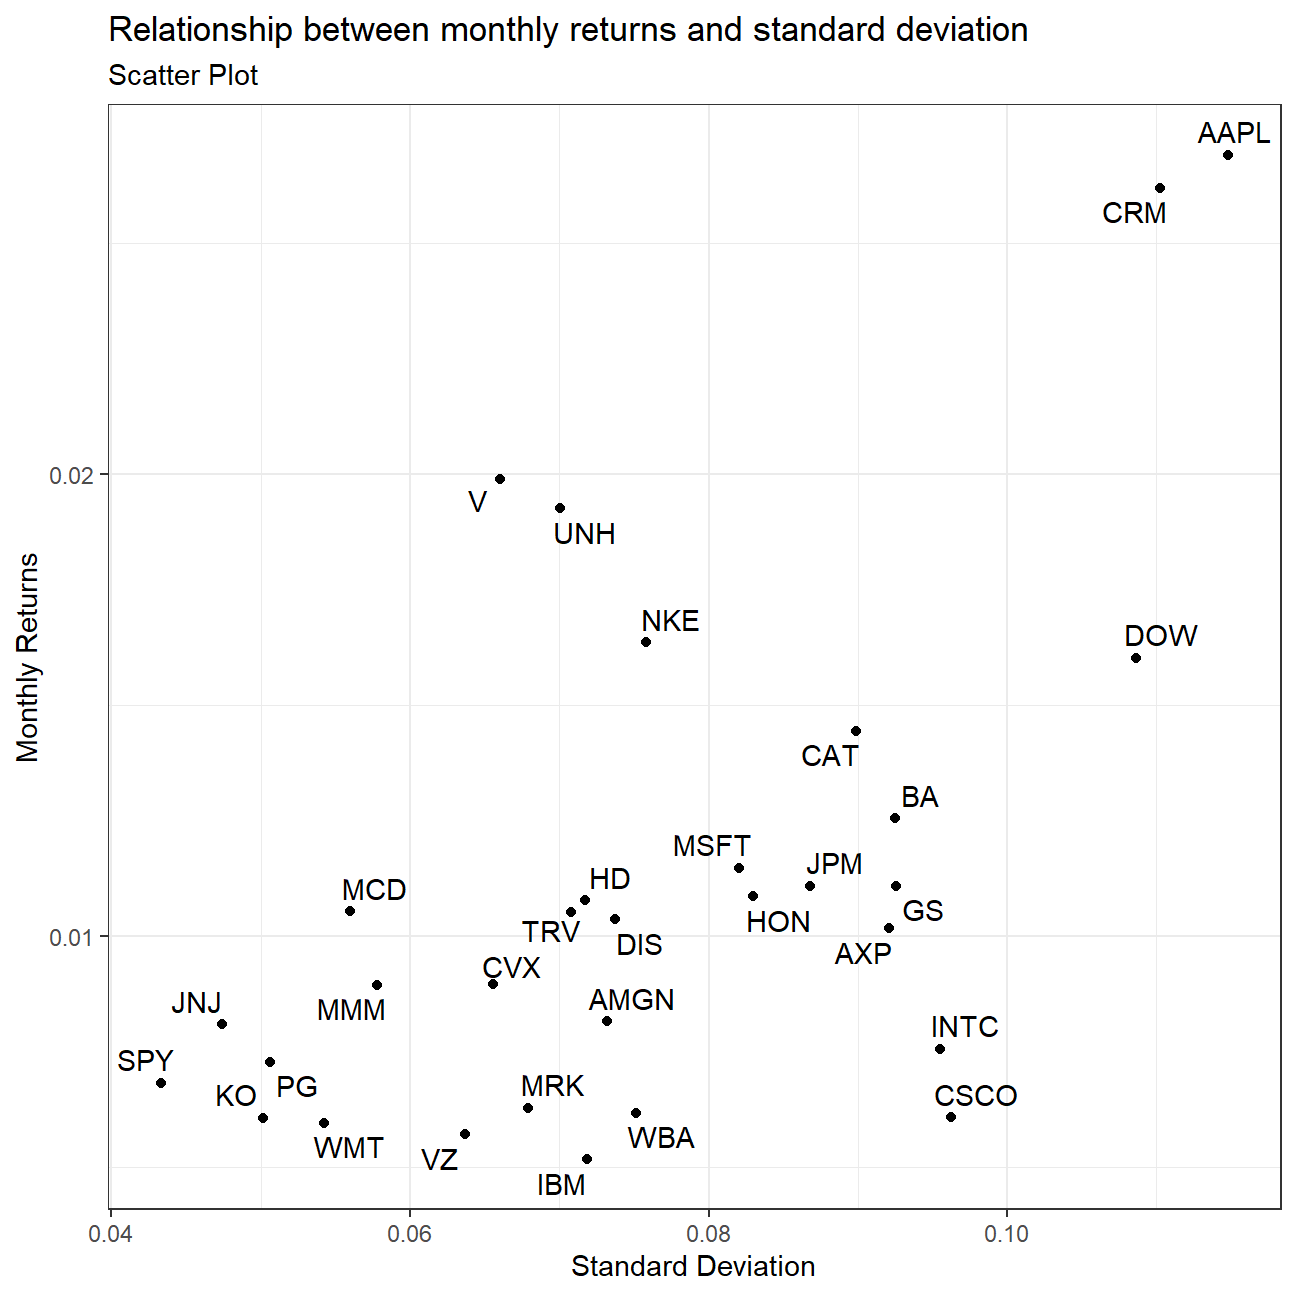 Relationship between monthly returns and standard deviation
Scatter Plot
AAPL
CRM
0.02
V
UNH
NKE
DOW
Monthly Returns
CAT
BA
MSFT
JPM
HD
MCD
GS
HON
TRV
DIS
0.01
AXP
CVX
JNJ
MMM
AMGN
INTC
SPY
PG
MRK
KO
CSCO
WMT
WBA
VZ
IBM
0.04
0.06
0.08
0.10
Standard Deviation